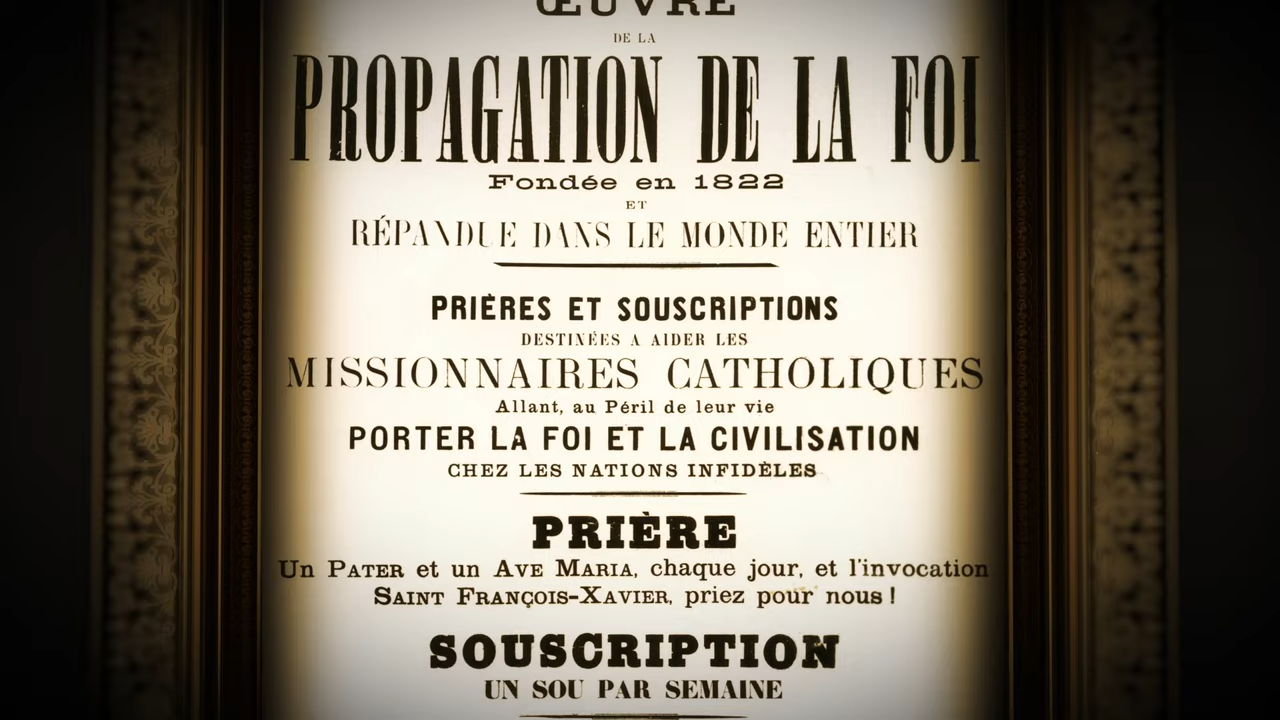 ŒUVRE
DE LA
PROPAGATION DE LA FOI
Fondée en 1822
ET
RÉPANDUE DANS LE MONDE ENTIER
PRIÈRES ET SOUSCRIPTIONS
DESTINÉES A AIDER LES
MISSIONNAIRES CATHOLIQUES
Allant, au Péril de leur vie
PORTER LA FOI ET LA CIVILISATION
CHEZ LES NATIONS INFIDÈLES
PRIÈRE
Un PATER et un AVE MARIA, chaque jour, et l'invocation
SAINT FRANÇOIS-XAVIER, priez pour nous !
SOUSCRIPTION
UN SOU PAR SEMAINE